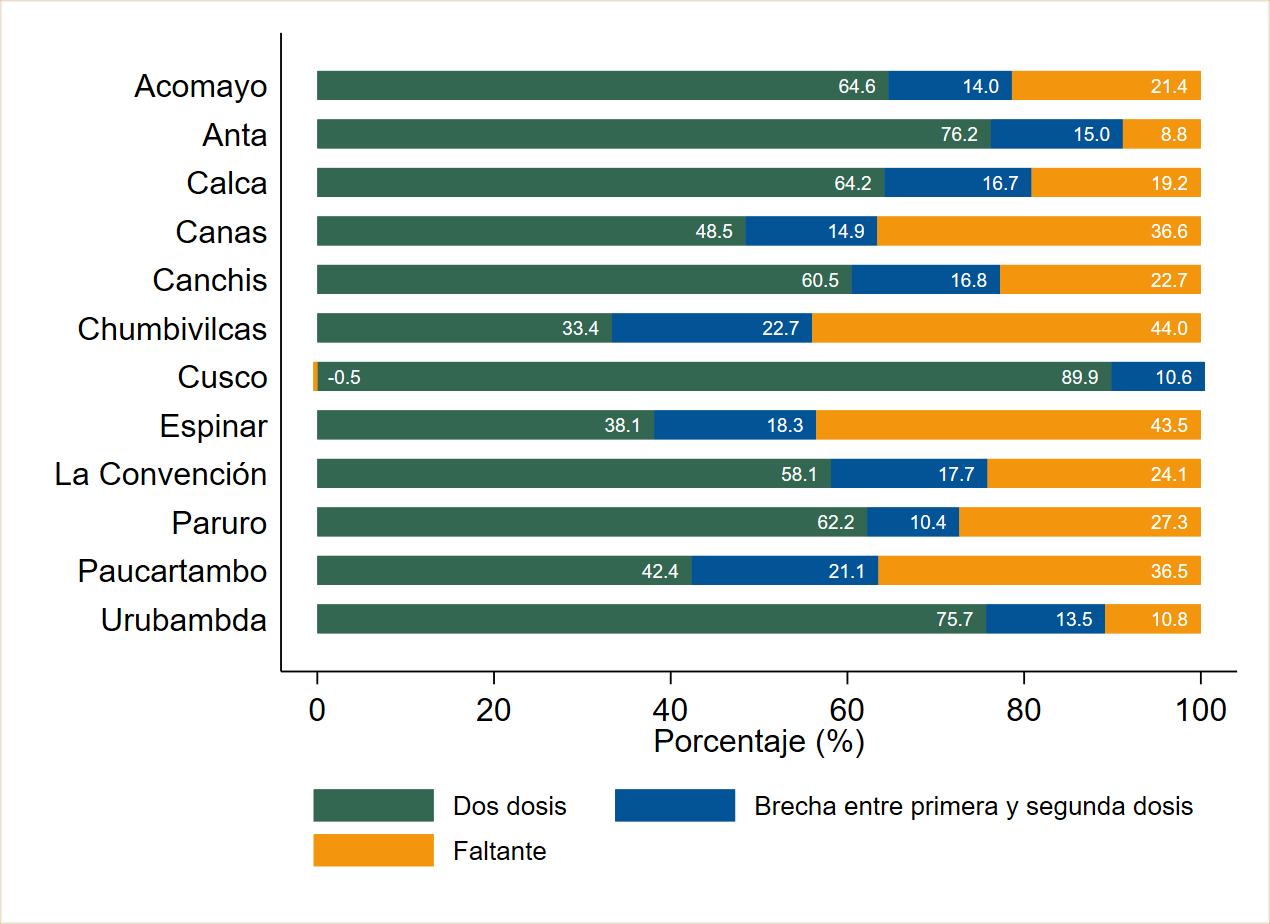 Acomayo 64.6 14.0 21.4
Anta 76.2 15.0 8.8
Calca 64.2 16.7 19.2
Canas 48.5 14.9 36.6
Canchis 60.5 16.8 22.7
Chumbivilcas 33.4 22.7 44.0
Cusco -0.5 89.9 10.6
Espinar 38.1 18.3 43.5
La Convención 58.1 17.7 24.1
Paruro 62.2 10.4 27.3
Paucartambo 42.4 21.1 36.5
Urubambda 75.7 13.5 10.8
0 20 40 60 80 100
Porcentaje (%)
Dos dosis Brecha entre primera y segunda dosis
Faltante